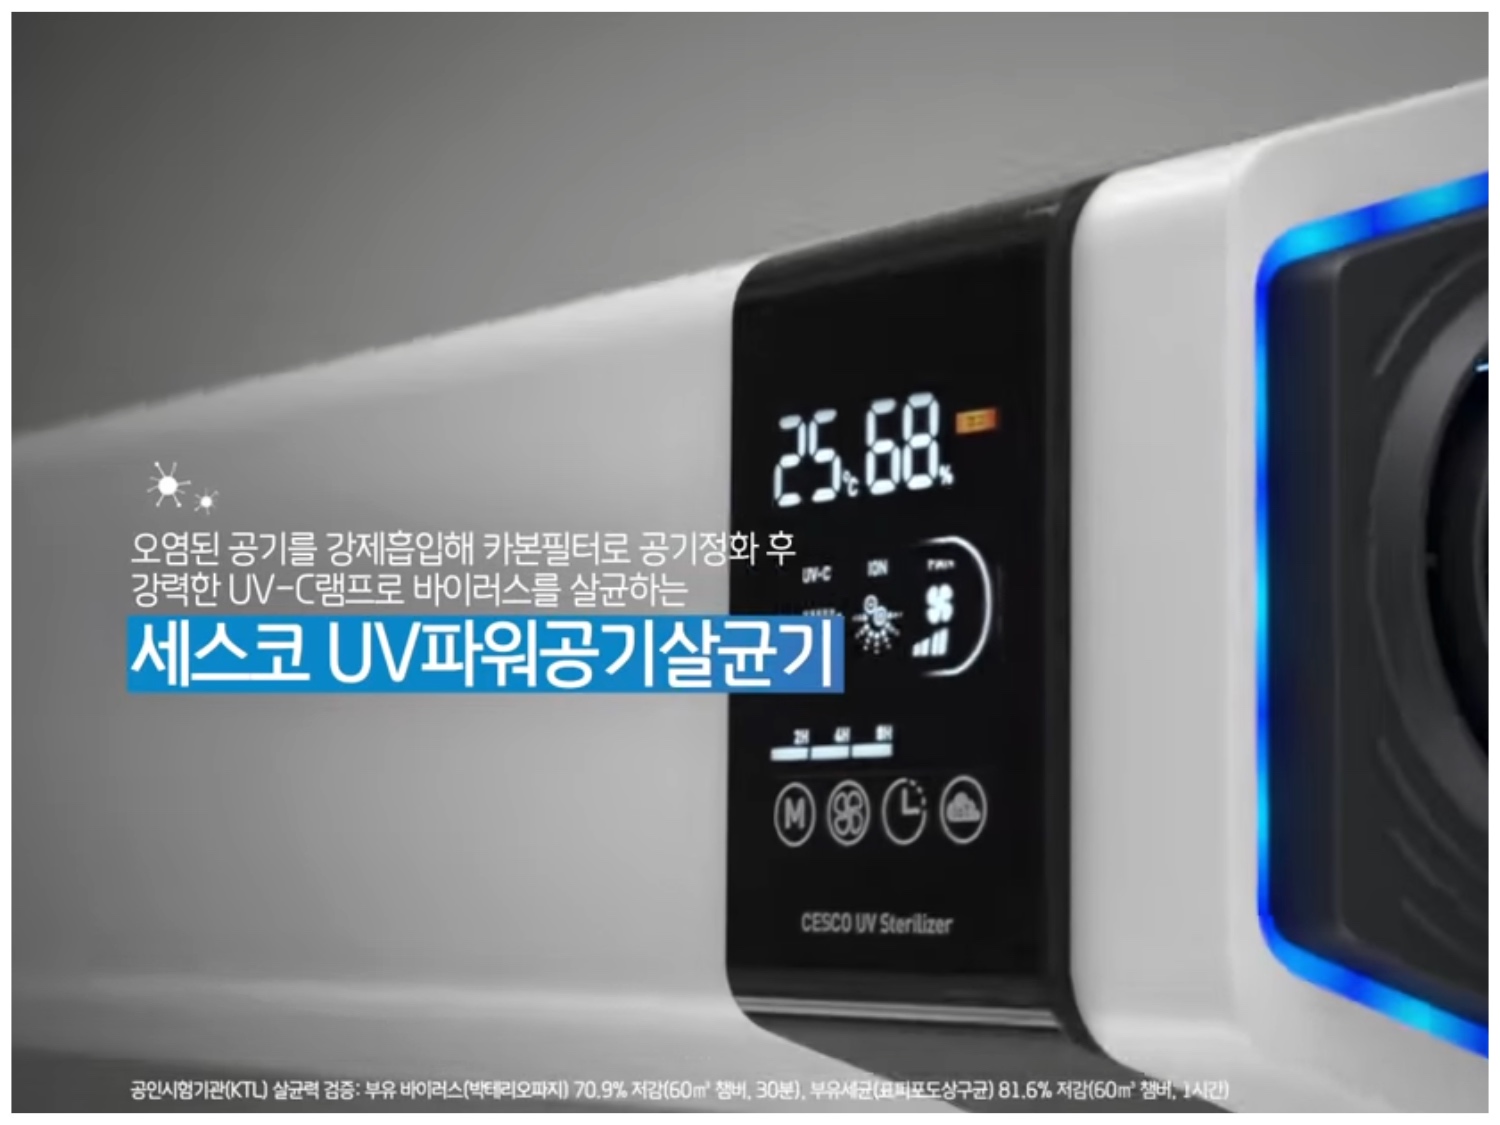 25℃ 68%
오염된 공기를 강제흡입해 카본필터로 공기정화 후
UV-C ION
강력한 UV-C램프로 바이러스를 살균하는
세스코 UV파워공기살균기
2H 4H 8H
M
CESCO UV Sterilizer
공인시험기관(KTL) 살균력 검증: 부유 바이러스(박테리오파지) 70.9% 저감(60㎥ 챔버, 30분), 부유세균(표피포도상구균) 81.6% 저감(60㎥ 챔버, 1시간)